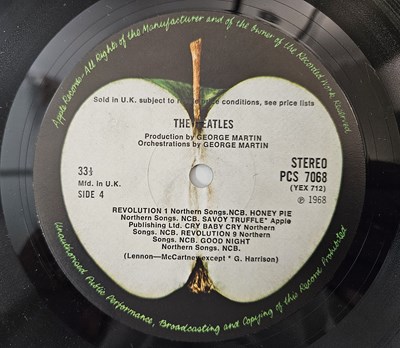 Apple Records · All Rights of the Manufacturer and of the Owner of the Recorded Work Reserved.
Sold in U.K. subject to price conditions, see price lists
THE BEATLES
Production by GEORGE MARTIN
Orchestrations by GEORGE MARTIN
33⅓
Mfd. in U.K.
SIDE 4
STEREO
PCS 7068
(YEX 712)
℗ 1968
REVOLUTION 1 Northern Songs.NCB. HONEY PIE
Northern Songs. NCB. SAVOY TRUFFLE* Apple
Publishing Ltd. CRY BABY CRY Northern
Songs. NCB. REVOLUTION 9 Northern
Songs. NCB. GOOD NIGHT
Northern Songs. NCB.
(Lennon—McCartney except * G. Harrison)
Unauthorised Public Performance, Broadcasting and Copying of this Record Prohibited